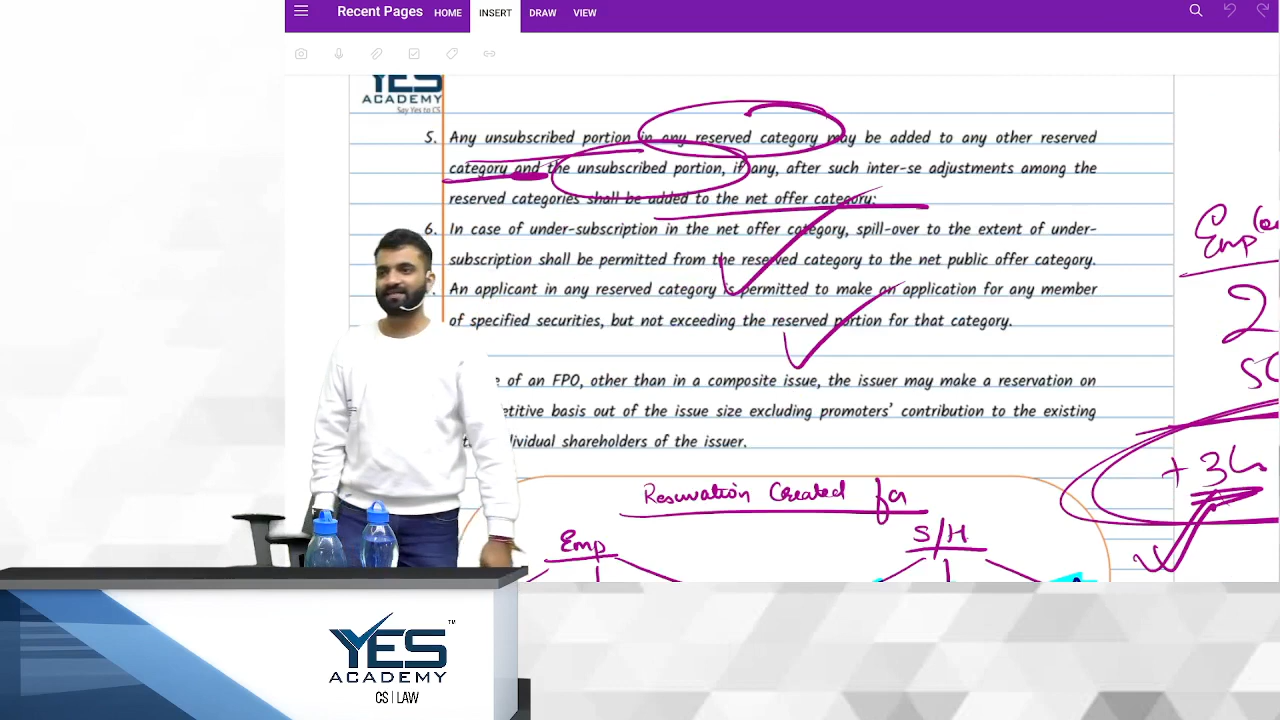 Recent Pages HOME INSERT DRAW VIEW
YES
ACADEMY
Say Yes to CS
5. Any unsubscribed portion in any reserved category may be added to any other reserved
category and the unsubscribed portion, if any, after such inter-se adjustments among the
reserved categories shall be added to the net offer category;
6. In case of under-subscription in the net offer category, spill-over to the extent of under-
subscription shall be permitted from the reserved category to the net public offer category.
An applicant in any reserved category is permitted to make an application for any member
of specified securities, but not exceeding the reserved portion for that category.
of an FPO, other than in a composite issue, the issuer may make a reservation on
basis out of the issue size excluding promoters' contribution to the existing
shareholders of the issuer.
Reservation Created for
Emp
S/H
Emp
2
+ 3
YES™
ACADEMY
CS | LAW